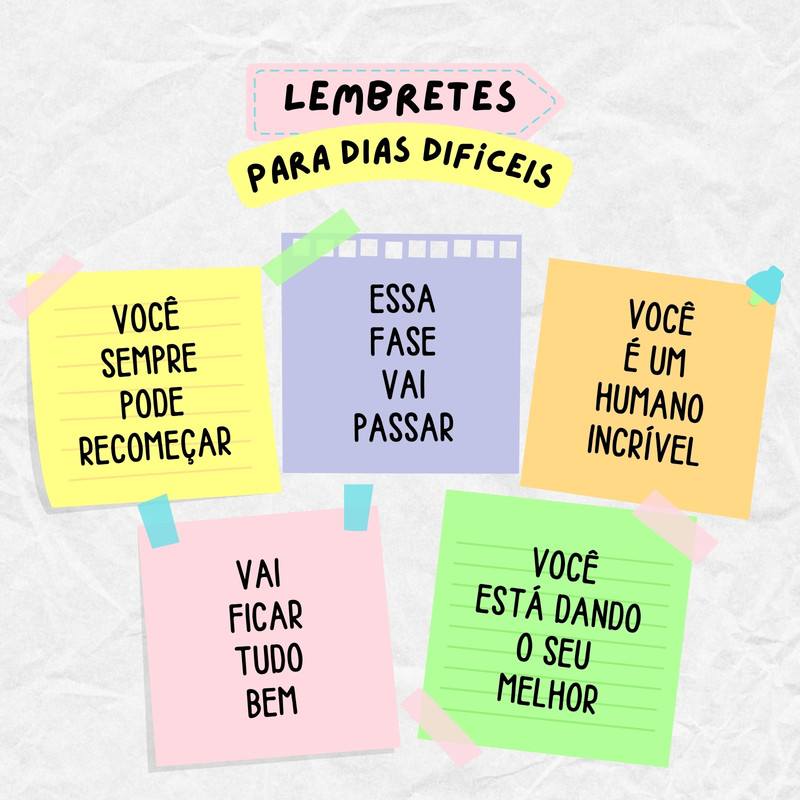 LEMBRETES
PARA DIAS DIFÍCEIS
VOCÊ
SEMPRE
PODE
RECOMEÇAR
ESSA
FASE
VAI
PASSAR
VOCÊ
É UM
HUMANO
INCRÍVEL
VAI
FICAR
TUDO
BEM
VOCÊ
ESTÁ DANDO
O SEU
MELHOR